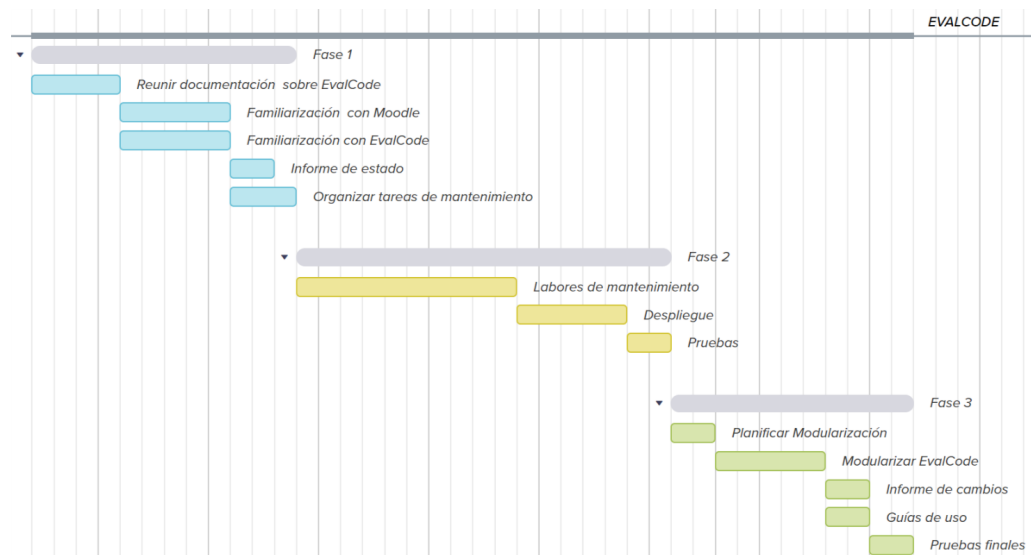 EVALCODE
Fase 1
Reunir documentación sobre EvalCode
Familiarización con Moodle
Familiarización con EvalCode
Informe de estado
Organizar tareas de mantenimiento
Fase 2
Labores de mantenimiento
Despliegue
Pruebas
Fase 3
Planificar Modularización
Modularizar EvalCode
Informe de cambios
Guías de uso
Pruebas finales